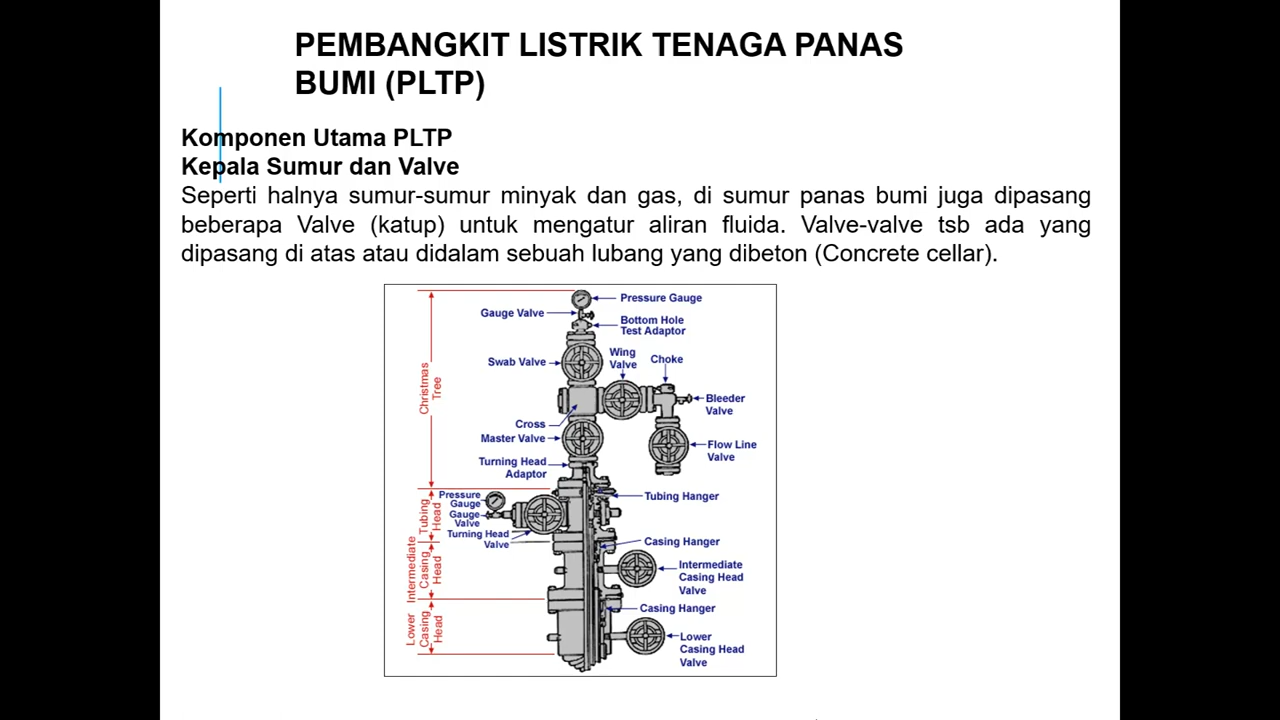 PEMBANGKIT LISTRIK TENAGA PANAS
BUMI (PLTP)
Komponen Utama PLTP
Kepala Sumur dan Valve
Seperti halnya sumur-sumur minyak dan gas, di sumur panas bumi juga dipasang
beberapa Valve (katup) untuk mengatur aliran fluida. Valve-valve tsb ada yang
dipasang di atas atau didalam sebuah lubang yang dibeton (Concrete cellar).
Pressure Gauge
Gauge Valve
Bottom Hole
Test Adaptor
Swab Valve
Wing
Valve
Choke
Christmas
Tree
Bleeder
Valve
Cross
Master Valve
Flow Line
Valve
Turning Head
Adaptor
Tubing Hanger
Pressure
Gauge
Gauge
Valve
Turning Head
Valve
Tubing
Head
Casing Hanger
Intermediate
Casing
Head
Intermediate
Casing Head
Valve
Casing Hanger
Lower
Casing
Head
Lower
Casing Head
Valve